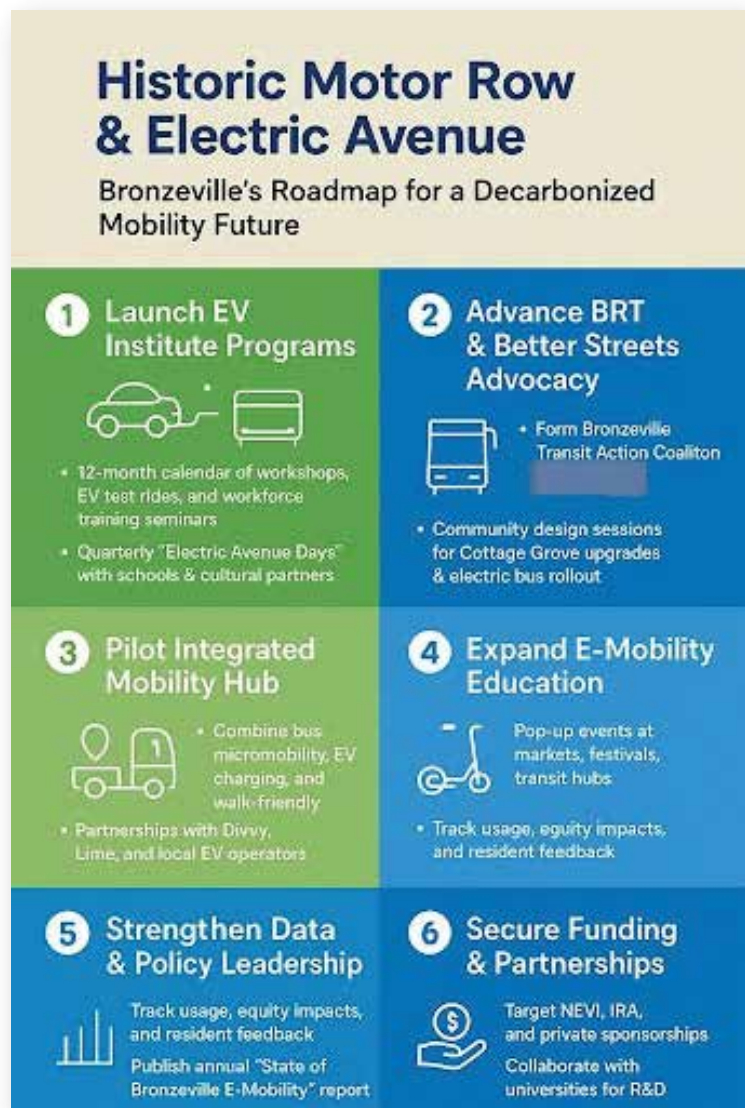 Historic Motor Row
& Electric Avenue
Bronzeville's Roadmap for a Decarbonized
Mobility Future
1 Launch EV
Institute Programs
• 12-month calendar of workshops,
EV test rides, and workforce
training seminars
• Quarterly "Electric Avenue Days"
with schools & cultural partners
2 Advance BRT
& Better Streets
Advocacy
• Form Bronzeville
Transit Action Coaliton
• Community design sessions
for Cottage Grove upgrades
& electric bus rollout
3 Pilot Integrated
Mobility Hub
1
• Combine bus
micromobility, EV
charging, and
walk-friendly
• Partnerships with Divvy,
Lime, and local EV operators
4 Expand E-Mobility
Education
Pop-up events at
markets, festivals,
transit hubs
• Track usage, equity impacts,
and resident feedback
5 Strengthen Data
& Policy Leadership
Track usage, equity impacts,
and resident feedback
Publish annual "State of
Bronzeville E-Mobility" report
6 Secure Funding
& Partnerships
$
Target NEVI, IRA,
and private sponsorships
Collaborate with
universities for R&D